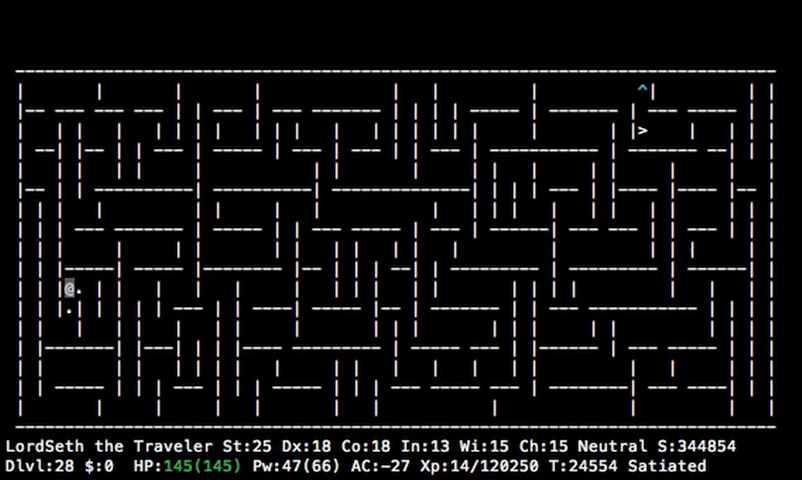 LordSeth the Traveler St:25 Dx:18 Co:18 In:13 Wi:15 Ch:15 Neutral S:344854
Dlvl:28 $:0 HP:145(145) Pw:47(66) AC:-27 Xp:14/120250 T:24554 Satiated